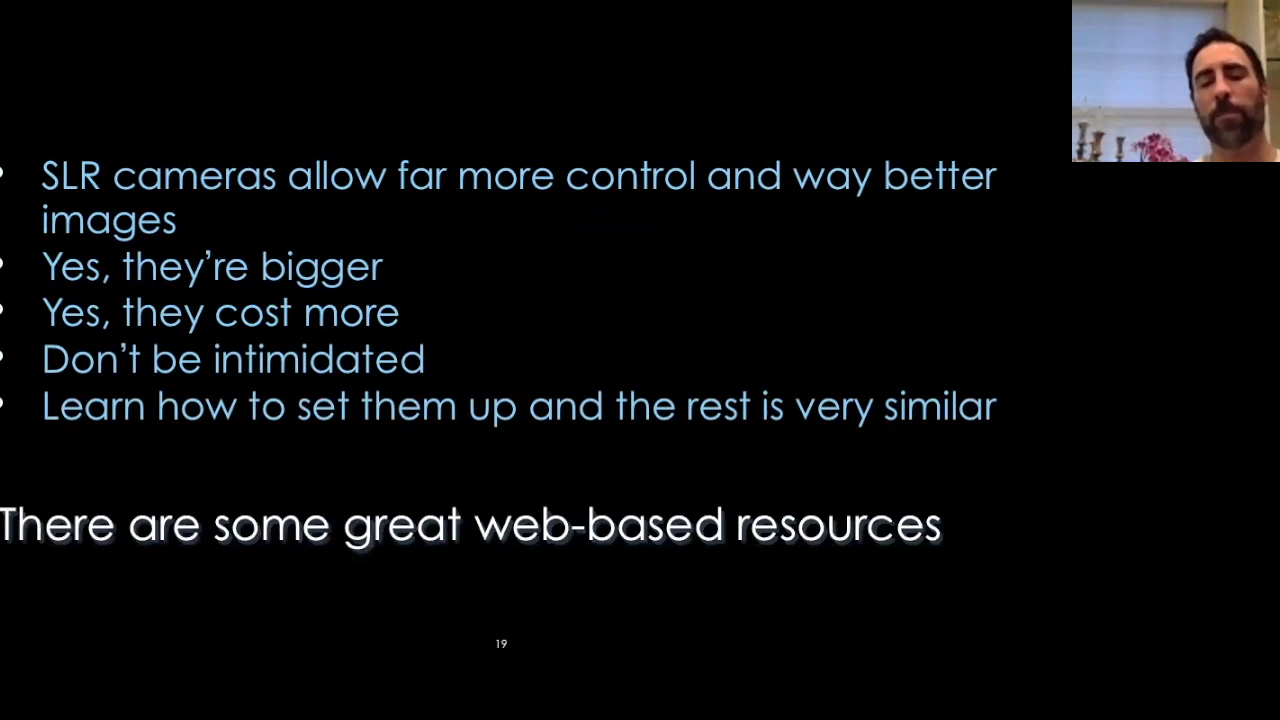 • SLR cameras allow far more control and way better
images
• Yes, they’re bigger
• Yes, they cost more
• Don’t be intimidated
• Learn how to set them up and the rest is very similar
There are some great web-based resources
19